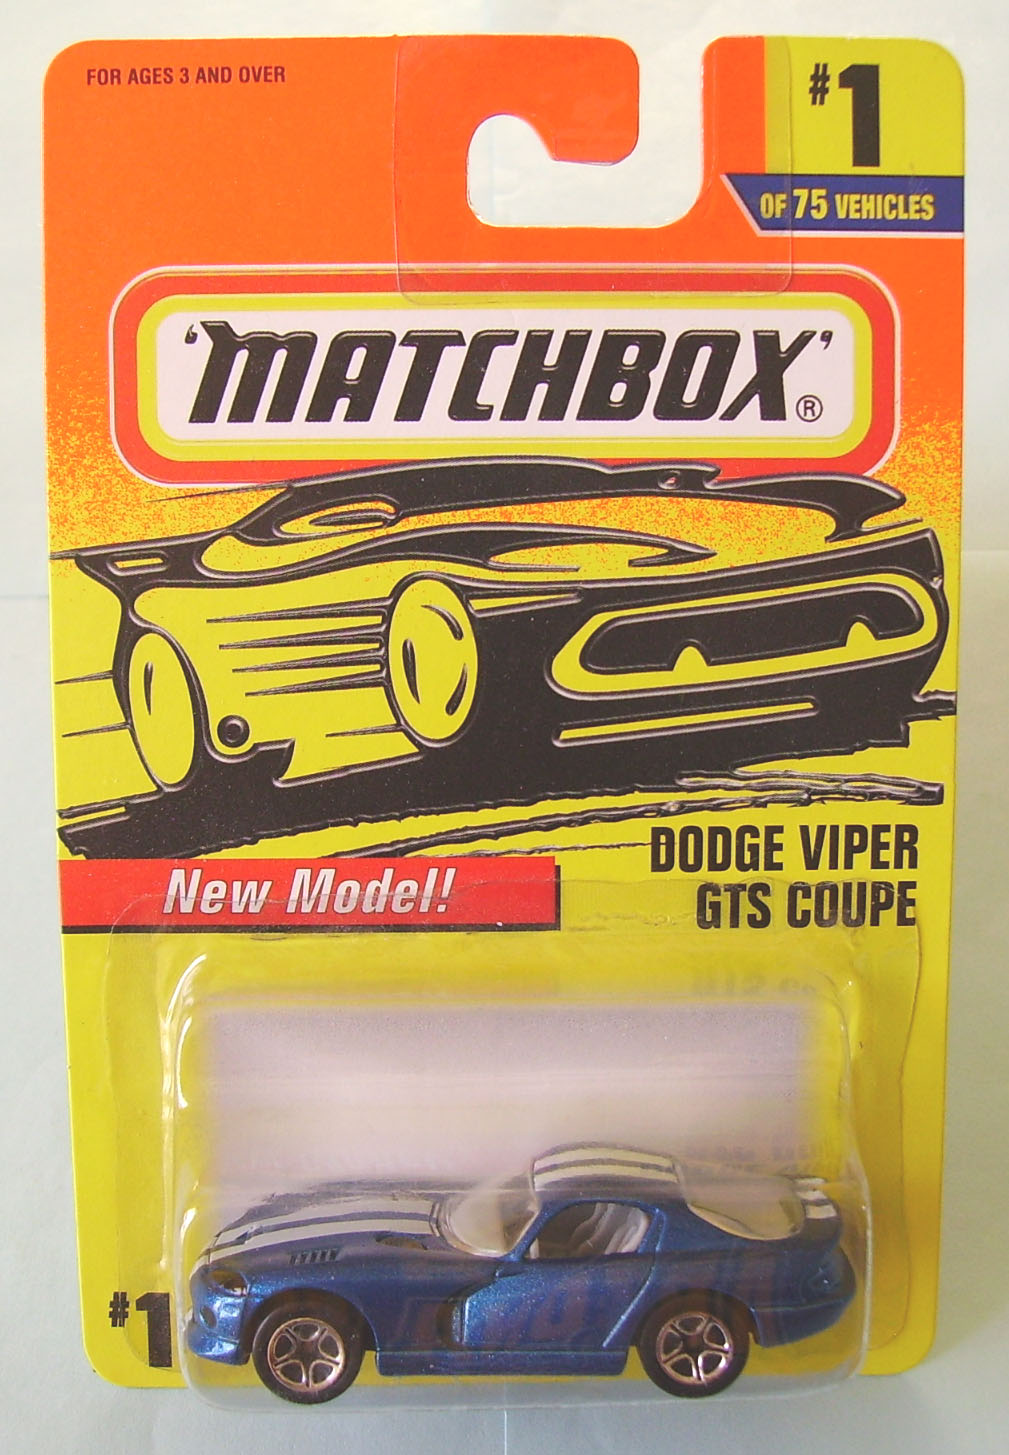 FOR AGES 3 AND OVER
#1
OF 75 VEHICLES
'MATCHBOX'®
DODGE VIPER
GTS COUPE
New Model!
#1